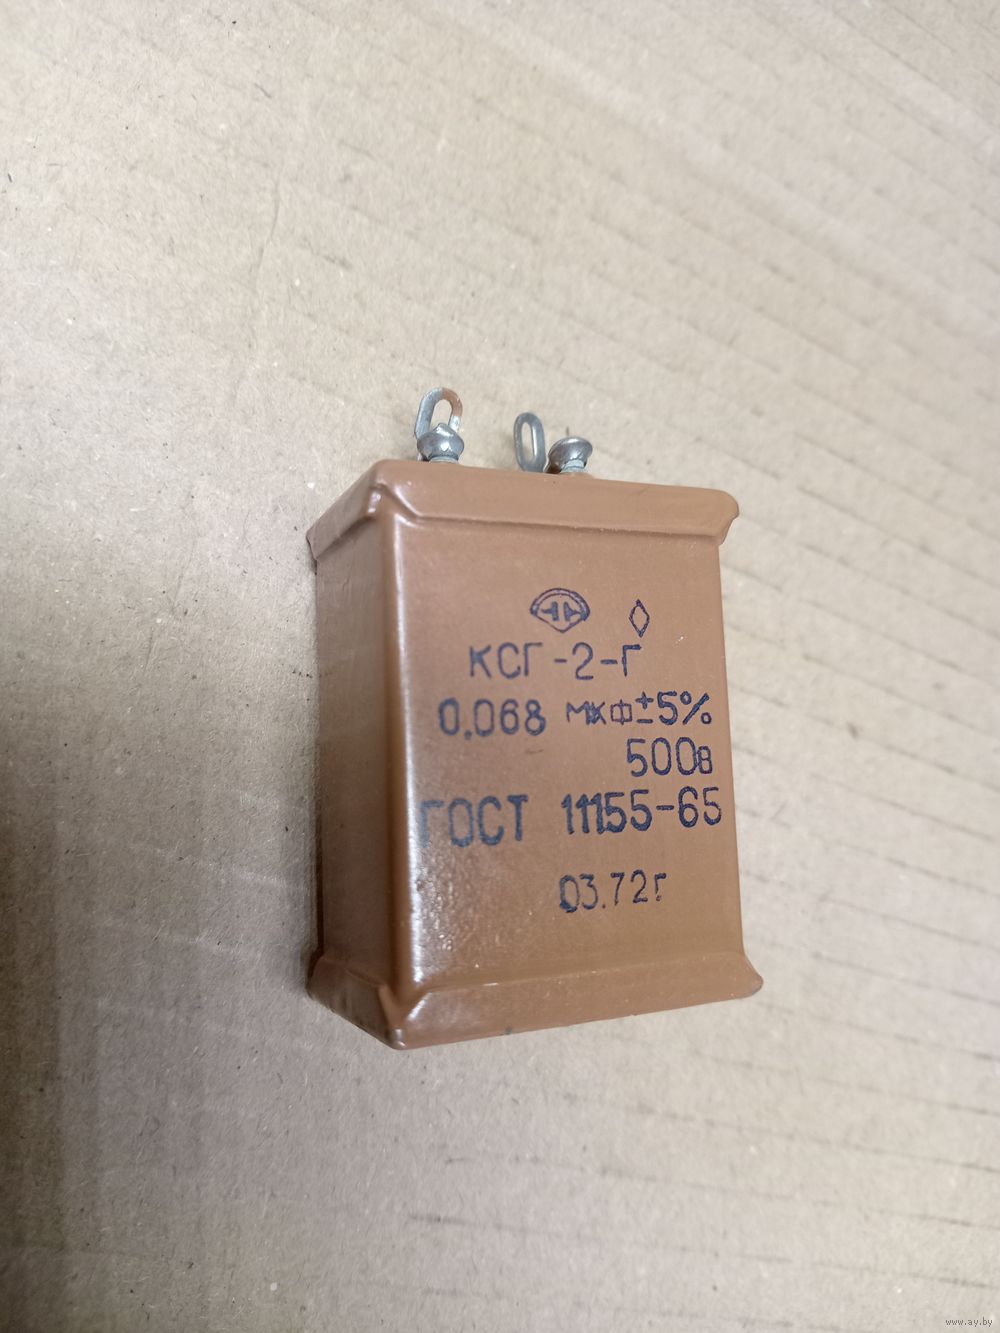 КСГ-2-Г
0,068 мкф±5%
500в
ГОСТ 11155-65
03.72г
www.ay.by